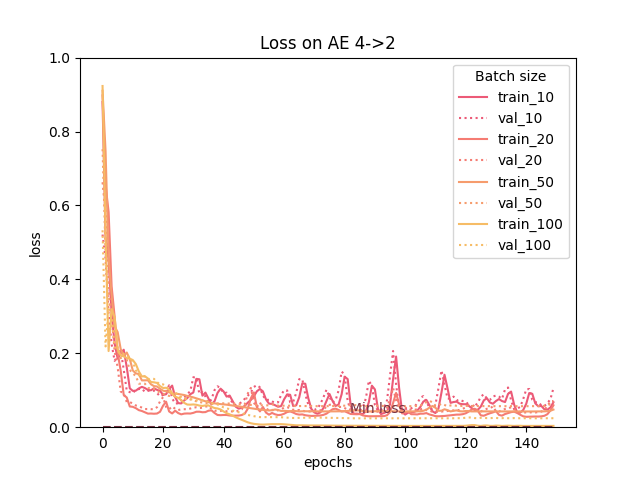 Loss on AE 4->2
1.0
0.8
0.6
0.4
0.2
0.0
loss
0 20 40 60 80 100 120 140
epochs
Min loss
Batch size
train_10
val_10
train_20
val_20
train_50
val_50
train_100
val_100